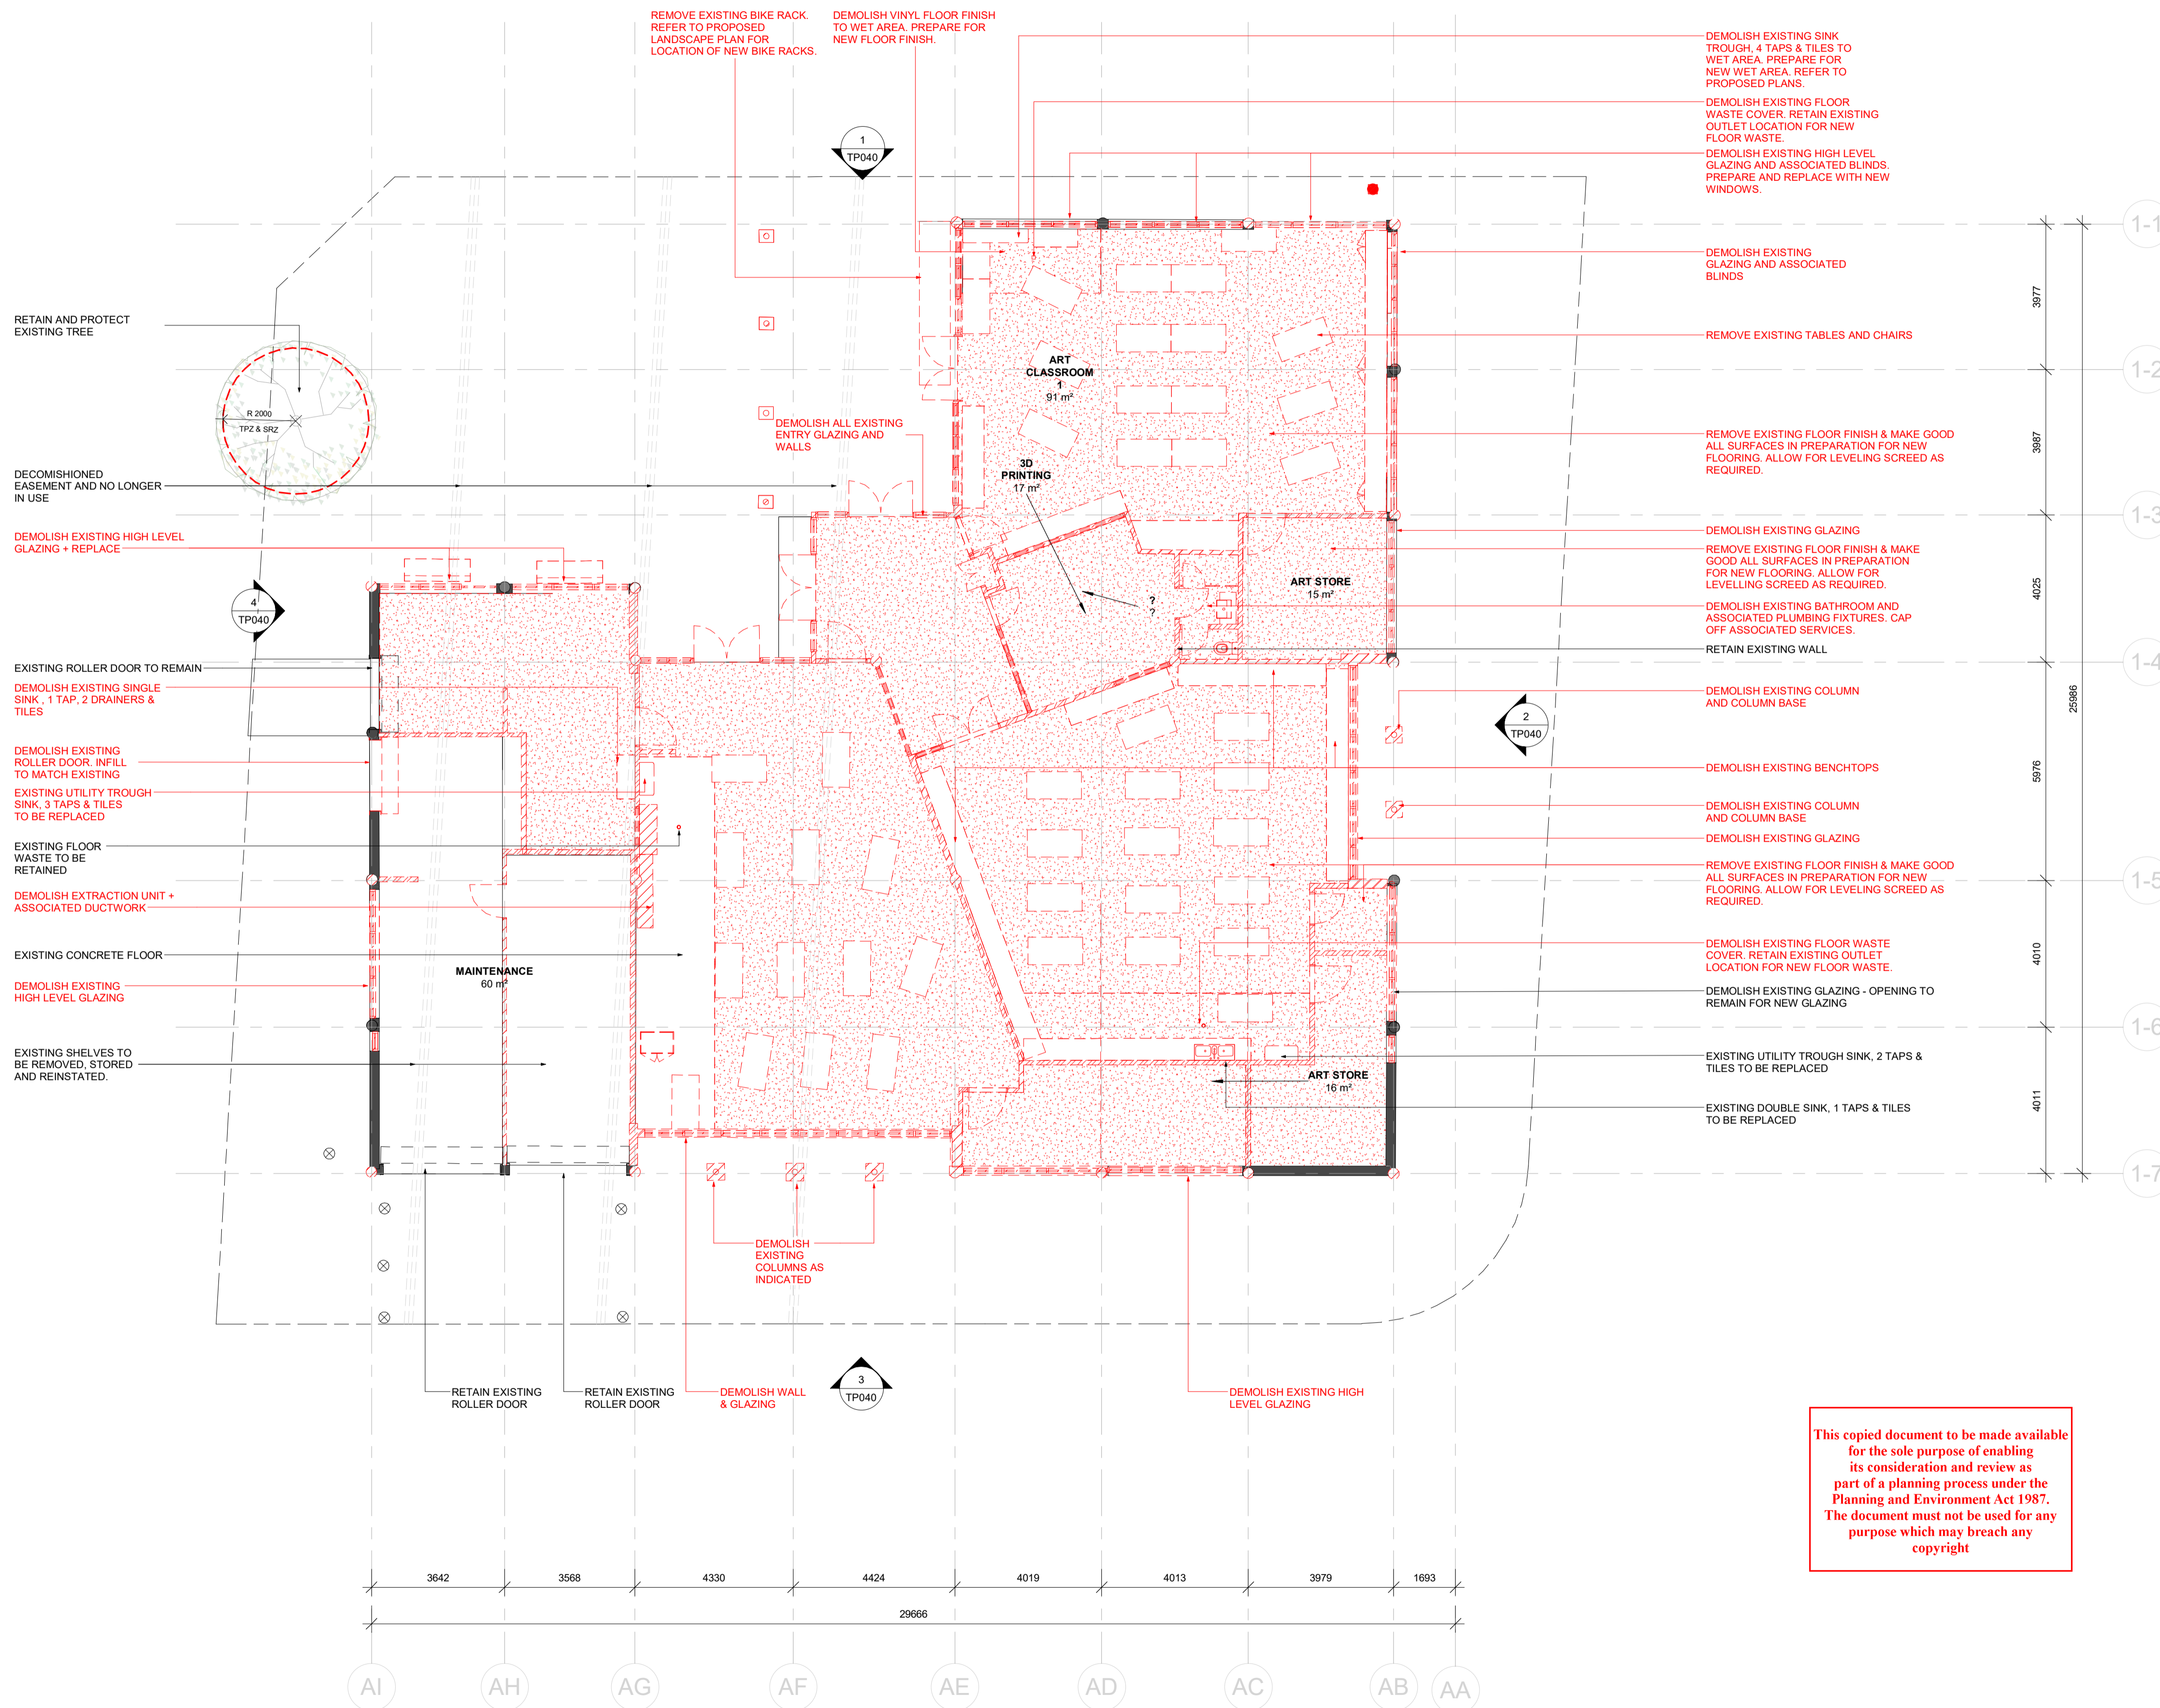 REMOVE EXISTING BIKE RACK.
REFER TO PROPOSED
LANDSCAPE PLAN FOR
LOCATION OF NEW BIKE RACKS.
DEMOLISH VINYL FLOOR FINISH
TO WET AREA. PREPARE FOR
NEW FLOOR FINISH.
DEMOLISH EXISTING SINK
TROUGH, 4 TAPS & TILES TO
WET AREA. PREPARE FOR
NEW WET AREA. REFER TO
PROPOSED PLANS.
DEMOLISH EXISTING FLOOR
WASTE COVER. RETAIN EXISTING
OUTLET LOCATION FOR NEW
FLOOR WASTE.
DEMOLISH EXISTING HIGH LEVEL
GLAZING AND ASSOCIATED BLINDS.
PREPARE AND REPLACE WITH NEW
WINDOWS.
DEMOLISH EXISTING
GLAZING AND ASSOCIATED
BLINDS
REMOVE EXISTING TABLES AND CHAIRS
REMOVE EXISTING FLOOR FINISH & MAKE GOOD
ALL SURFACES IN PREPARATION FOR NEW
FLOORING. ALLOW FOR LEVELING SCREED AS
REQUIRED.
DEMOLISH EXISTING GLAZING
REMOVE EXISTING FLOOR FINISH & MAKE
GOOD ALL SURFACES IN PREPARATION
FOR NEW FLOORING. ALLOW FOR
LEVELLING SCREED AS REQUIRED.
DEMOLISH EXISTING BATHROOM AND
ASSOCIATED PLUMBING FIXTURES. CAP
OFF ASSOCIATED SERVICES.
RETAIN EXISTING WALL
DEMOLISH EXISTING COLUMN
AND COLUMN BASE
DEMOLISH EXISTING BENCHTOPS
DEMOLISH EXISTING COLUMN
AND COLUMN BASE
DEMOLISH EXISTING GLAZING
REMOVE EXISTING FLOOR FINISH & MAKE GOOD
ALL SURFACES IN PREPARATION FOR NEW
FLOORING. ALLOW FOR LEVELING SCREED AS
REQUIRED.
DEMOLISH EXISTING FLOOR WASTE
COVER. RETAIN EXISTING OUTLET
LOCATION FOR NEW FLOOR WASTE.
DEMOLISH EXISTING GLAZING - OPENING TO
REMAIN FOR NEW GLAZING
EXISTING UTILITY TROUGH SINK, 2 TAPS &
TILES TO BE REPLACED
EXISTING DOUBLE SINK, 1 TAPS & TILES
TO BE REPLACED
RETAIN AND PROTECT
EXISTING TREE
R 2000
TPZ & SRZ
DECOMISHIONED
EASEMENT AND NO LONGER
IN USE
DEMOLISH EXISTING HIGH LEVEL
GLAZING + REPLACE
EXISTING ROLLER DOOR TO REMAIN
DEMOLISH EXISTING SINGLE
SINK , 1 TAP, 2 DRAINERS &
TILES
DEMOLISH EXISTING
ROLLER DOOR. INFILL
TO MATCH EXISTING
EXISTING UTILITY TROUGH
SINK, 3 TAPS & TILES
TO BE REPLACED
EXISTING FLOOR
WASTE TO BE
RETAINED
DEMOLISH EXTRACTION UNIT +
ASSOCIATED DUCTWORK
EXISTING CONCRETE FLOOR
DEMOLISH EXISTING
HIGH LEVEL GLAZING
EXISTING SHELVES TO
BE REMOVED, STORED
AND REINSTATED.
DEMOLISH ALL EXISTING
ENTRY GLAZING AND
WALLS
ART
CLASSROOM
1
91 m²
3D
PRINTING
17 m²
?
?
ART STORE
15 m²
MAINTENANCE
60 m²
ART STORE
16 m²
1
TP040
2
TP040
3
TP040
4
TP040
DEMOLISH
EXISTING
COLUMNS AS
INDICATED
RETAIN EXISTING
ROLLER DOOR
RETAIN EXISTING
ROLLER DOOR
DEMOLISH WALL
& GLAZING
DEMOLISH EXISTING HIGH
LEVEL GLAZING
3977
3987
4025
5976
4010
4011
25986
1-1
1-2
1-3
1-4
1-5
1-6
1-7
This copied document to be made available
for the sole purpose of enabling
its consideration and review as
part of a planning process under the
Planning and Environment Act 1987.
The document must not be used for any
purpose which may breach any
copyright
3642
3568
4330
4424
4019
4013
3979
1693
29666
AI
AH
AG
AF
AE
AD
AC
AB
AA